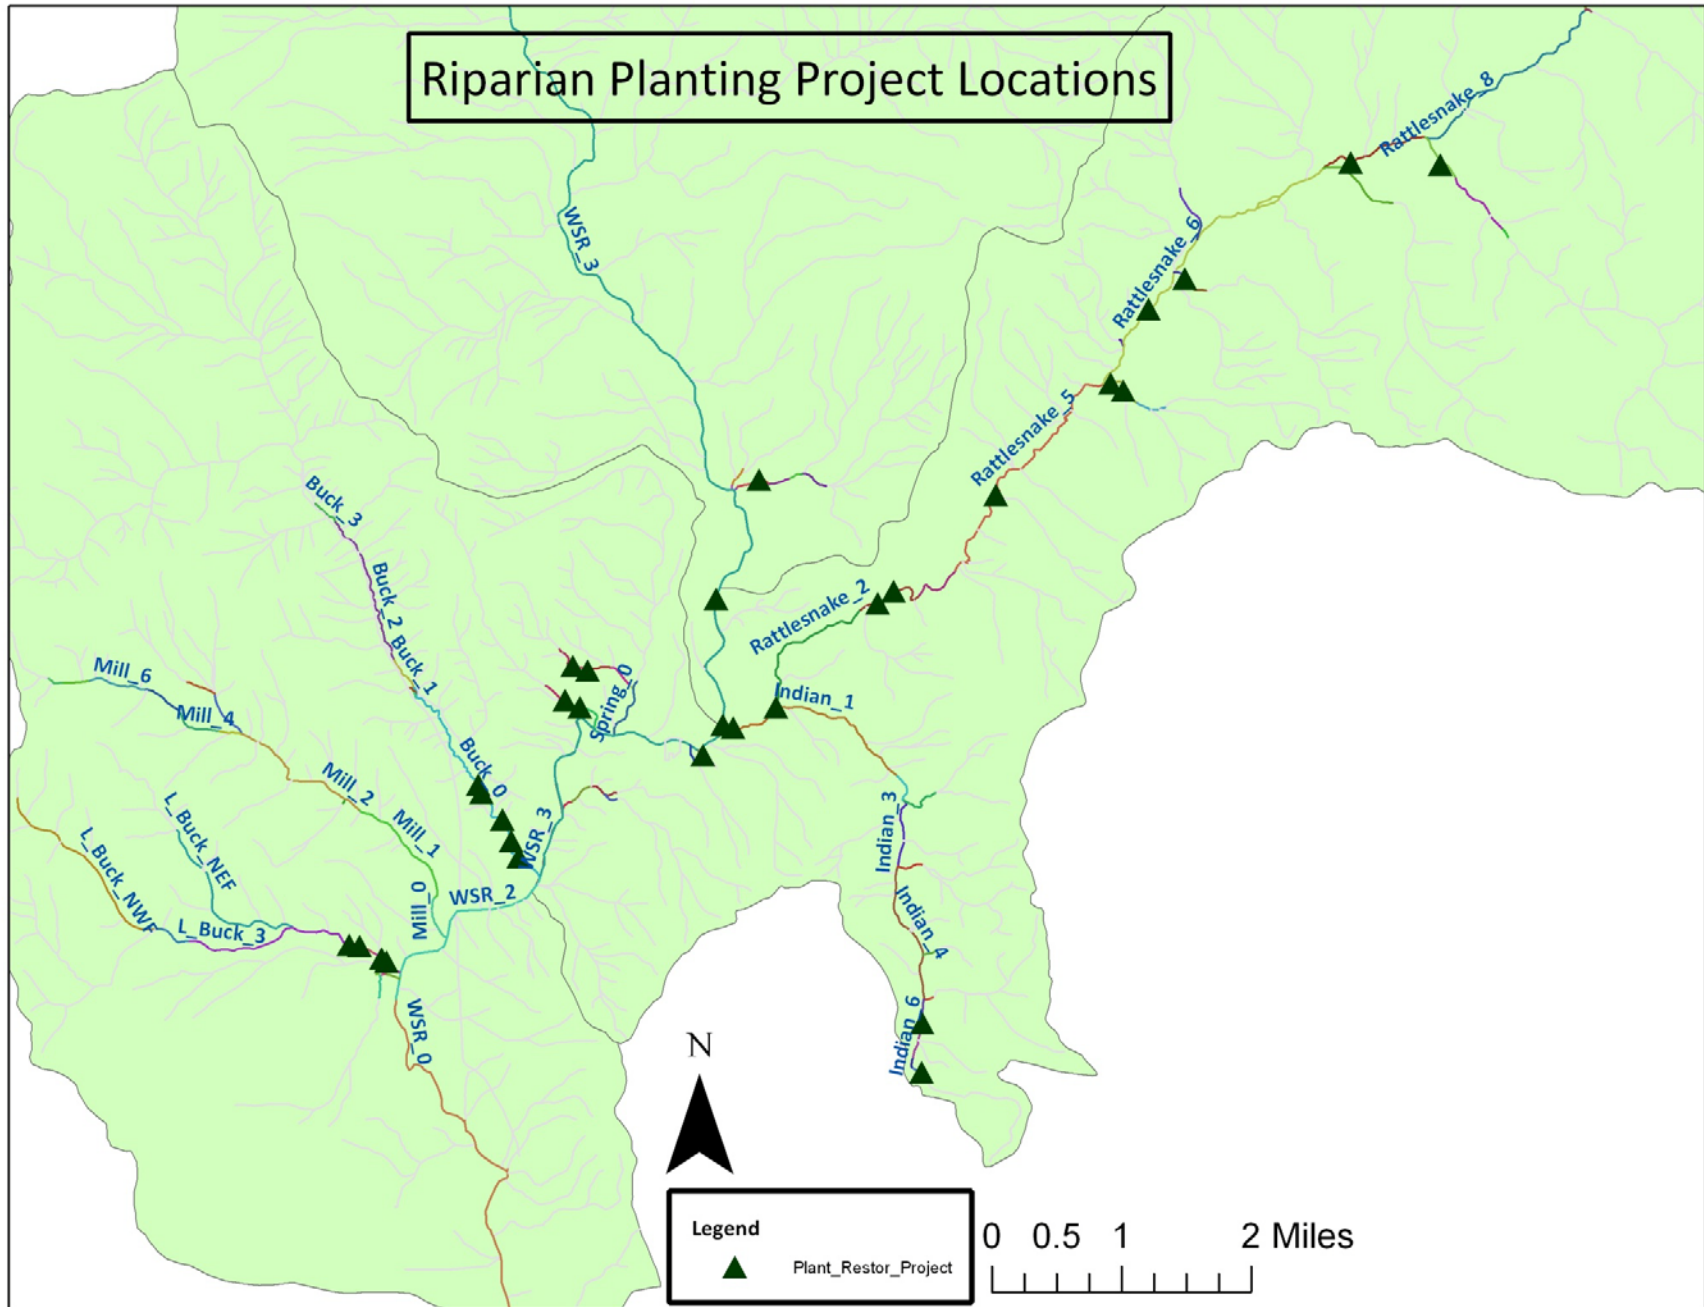 Riparian Planting Project Locations
Rattlesnake_8
WSR_3
Rattlesnake_6
Rattlesnake_5
Buck_3
Buck_2
Rattlesnake_2
Buck_1
Mill_6
Spring_0
Indian_1
Mill_4
Buck_0
Mill_2
L_Buck_NEF
Mill_1
WSR_3
Indian_3
L_Buck_NWF
Mill_0
WSR_2
L_Buck_3
Indian_4
WSR_0
Indian_6
N
Legend
Plant_Restor_Project
0 0.5 1 2 Miles